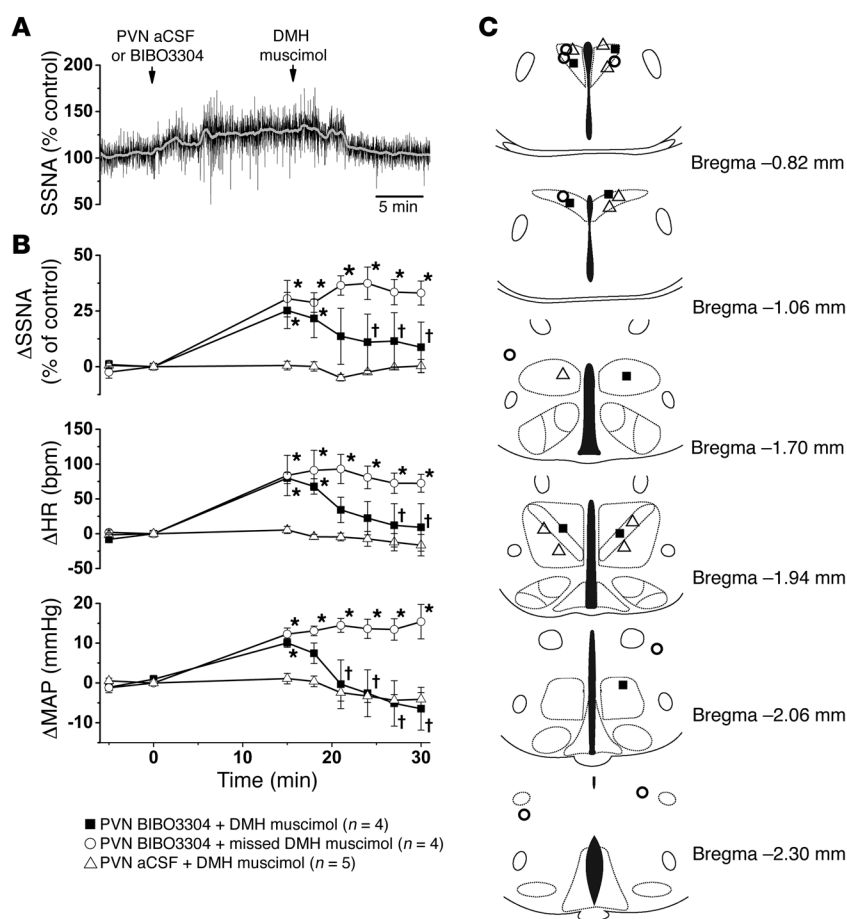 A
PVN aCSF
or BIBO3304
DMH
muscimol
SSNA (% control)
200
150
100
50
5 min
B
ΔSSNA
(% of control)
50
25
0
* * * * * *
* * † † †
ΔHR (bpm)
150
100
50
0
-50
* * * * * *
* * † †
ΔMAP (mmHg)
20
10
0
-10
* * * * * *
* † † † †
0 10 20 30
Time (min)
■ PVN BIBO3304 + DMH muscimol (n = 4)
○ PVN BIBO3304 + missed DMH muscimol (n = 4)
△ PVN aCSF + DMH muscimol (n = 5)
C
Bregma –0.82 mm
Bregma –1.06 mm
Bregma –1.70 mm
Bregma –1.94 mm
Bregma –2.06 mm
Bregma –2.30 mm